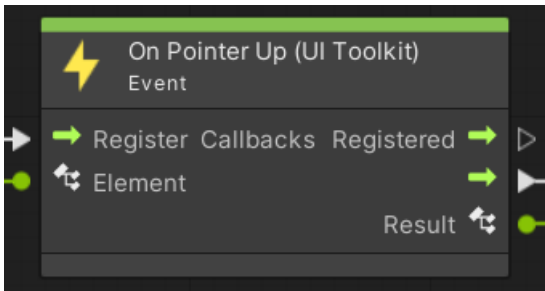 On Pointer Up (UI Toolkit)
Event
Register Callbacks Registered
Element
Result